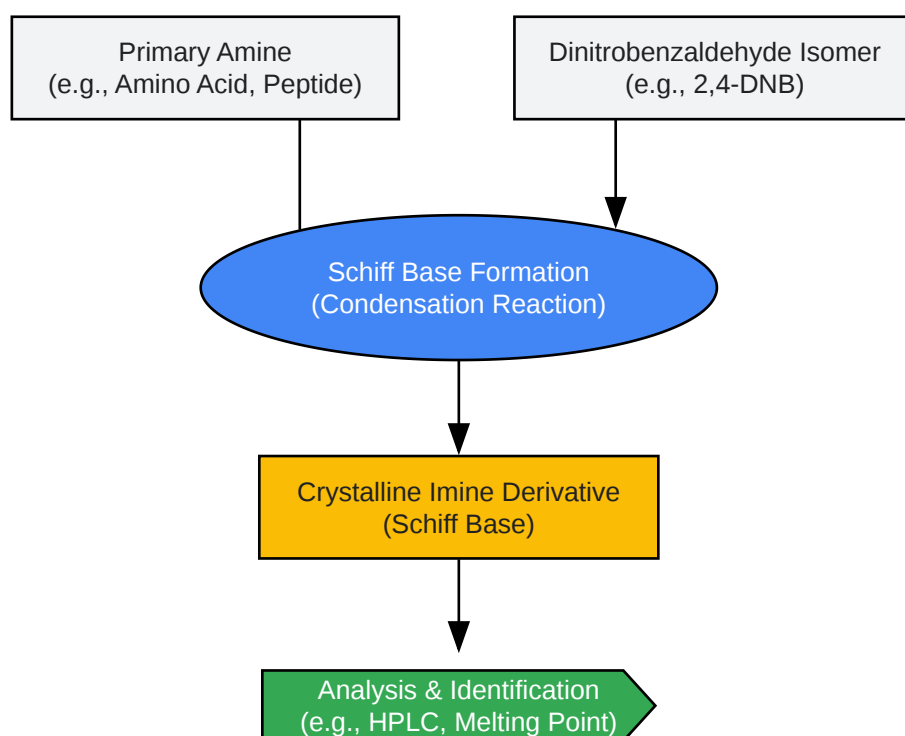 Primary Amine
(e.g., Amino Acid, Peptide)
Dinitrobenzaldehyde Isomer
(e.g., 2,4-DNB)
Schiff Base Formation
(Condensation Reaction)
Crystalline Imine Derivative
(Schiff Base)
Analysis & Identification
(e.g., HPLC, Melting Point)